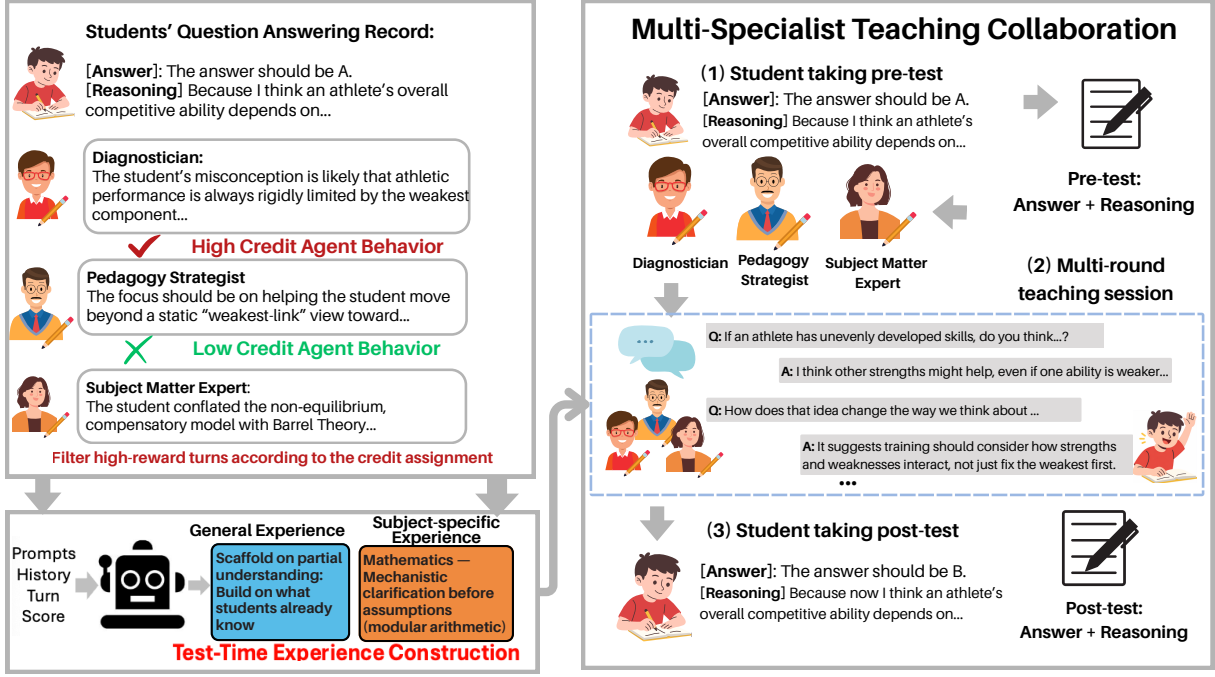 Students' Question Answering Record:
[Answer]: The answer should be A.
[Reasoning] Because I think an athlete's overall
competitive ability depends on...
Diagnostician:
The student's misconception is likely that athletic
performance is always rigidly limited by the weakest
component...
High Credit Agent Behavior
Pedagogy Strategist
The focus should be on helping the student move
beyond a static "weakest-link" view toward...
Low Credit Agent Behavior
Subject Matter Expert:
The student conflated the non-equilibrium,
compensatory model with Barrel Theory...
Filter high-reward turns according to the credit assignment
Prompts
History
Turn
Score
General Experience
Scaffold on partial
understanding:
Build on what
students already
know
Subject-specific
Experience
Mathematics —
Mechanistic
clarification before
assumptions
(modular arithmetic)
Test-Time Experience Construction
Multi-Specialist Teaching Collaboration
(1) Student taking pre-test
[Answer]: The answer should be A.
[Reasoning] Because I think an athlete's
overall competitive ability depends on...
Pre-test:
Answer + Reasoning
Diagnostician
Pedagogy
Strategist
Subject Matter
Expert
(2) Multi-round
teaching session
Q: If an athlete has unevenly developed skills, do you think...?
A: I think other strengths might help, even if one ability is weaker...
Q: How does that idea change the way we think about ...
A: It suggests training should consider how strengths
and weaknesses interact, not just fix the weakest first.
...
(3) Student taking post-test
[Answer]: The answer should be B.
[Reasoning] Because now I think an athlete's
overall competitive ability depends on...
Post-test:
Answer + Reasoning